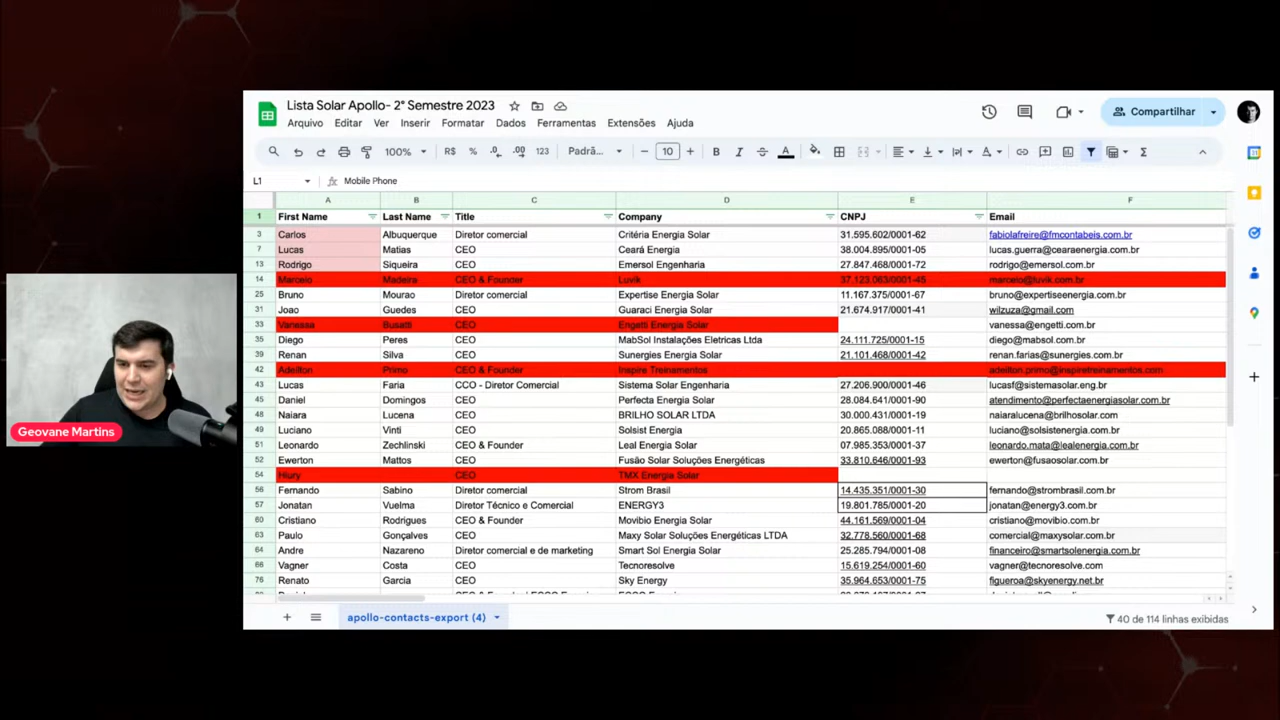 Lista Solar Apollo- 2° Semestre 2023
Arquivo Editar Ver Inserir Formatar Dados Ferramentas Extensões Ajuda
Compartilhar
100% R$ % .0 .00 123 Padrã... 10 B I A
L1 fx Mobile Phone
A B C D E F
1 First Name Last Name Title Company CNPJ Email
3 Carlos Albuquerque Diretor comercial Critéria Energia Solar 31.595.602/0001-62 fabiolafreire@fmcontabeis.com.br
7 Lucas Matias CEO Ceará Energia 38.004.895/0001-05 lucas.guerra@cearaenergia.com.br
13 Rodrigo Siqueira CEO Emersol Engenharia 27.847.468/0001-72 rodrigo@emersol.com.br
14 Marcelo Madeira CEO & Founder Luvik 37.123.063/0001-45 marcelo@luvik.com.br
25 Bruno Mourao Diretor comercial Expertise Energia Solar 11.167.375/0001-67 bruno@expertiseenergia.com.br
31 Joao Guedes CEO Guaraci Energia Solar 21.674.917/0001-41 wilzuza@gmail.com
33 Vanessa Busatti CEO Engetti Energia Solar vanessa@engetti.com.br
35 Diego Peres CEO MabSol Instalações Eletricas Ltda 24.111.725/0001-15 diego@mabsol.com.br
39 Renan Silva CEO Sunergies Energia Solar 21.101.468/0001-42 renan.farias@sunergies.com.br
42 Adeilton Primo CEO & Founder Inspire Treinamentos adeilton.primo@inspiretreinamentos.com
43 Lucas Faria CCO - Diretor Comercial Sistema Solar Engenharia 27.206.900/0001-46 lucasf@sistemasolar.eng.br
45 Daniel Domingos CEO Perfecta Energia Solar 28.084.641/0001-90 atendimento@perfectaenergiasolar.com.br
48 Naiara Lucena CEO BRILHO SOLAR LTDA 30.000.431/0001-19 naiaralucena@brilhosolar.com
49 Luciano Vinti CEO Solsist Energia 20.865.088/0001-11 luciano@solsistenergia.com.br
51 Leonardo Zechlinski CEO & Founder Leal Energia Solar 07.985.353/0001-37 leonardo.mata@lealenergia.com.br
52 Ewerton Mattos CEO Fusão Solar Soluções Energéticas 33.810.646/0001-93 ewerton@fusaosolar.com.br
54 Hiury CEO TMX Energia Solar
56 Fernando Sabino Diretor comercial Strom Brasil 14.435.351/0001-30 fernando@strombrasil.com.br
57 Jonatan Vuelma Diretor Técnico e Comercial ENERGY3 19.801.785/0001-20 jonatan@energy3.com.br
60 Cristiano Rodrigues CEO & Founder Movibio Energia Solar 44.161.569/0001-04 cristiano@movibio.com.br
63 Paulo Gonçalves CEO Maxy Solar Soluções Energéticas LTDA 32.778.560/0001-68 comercial@maxysolar.com.br
64 Andre Nazareno Diretor comercial e de marketing Smart Sol Energia Solar 25.285.794/0001-08 financeiro@smartsolenergia.com.br
66 Vagner Costa CEO Tecnoresolve 15.619.254/0001-60 vagner@tecnoresolve.com
76 Renato Garcia CEO Sky Energy 35.964.653/0001-75 figueroa@skyenergy.net.br
apollo-contacts-export (4)
40 de 114 linhas exibidas
Geovane Martins